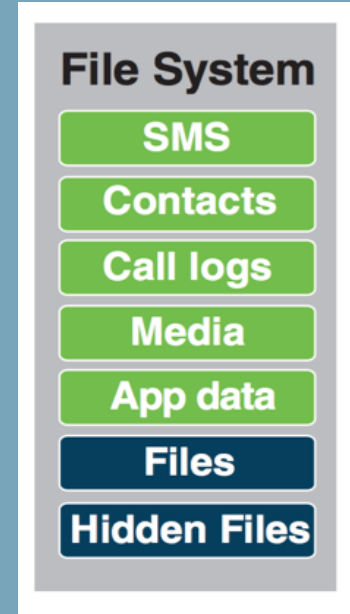 File System
SMS
Contacts
Call logs
Media
App data
Files
Hidden Files